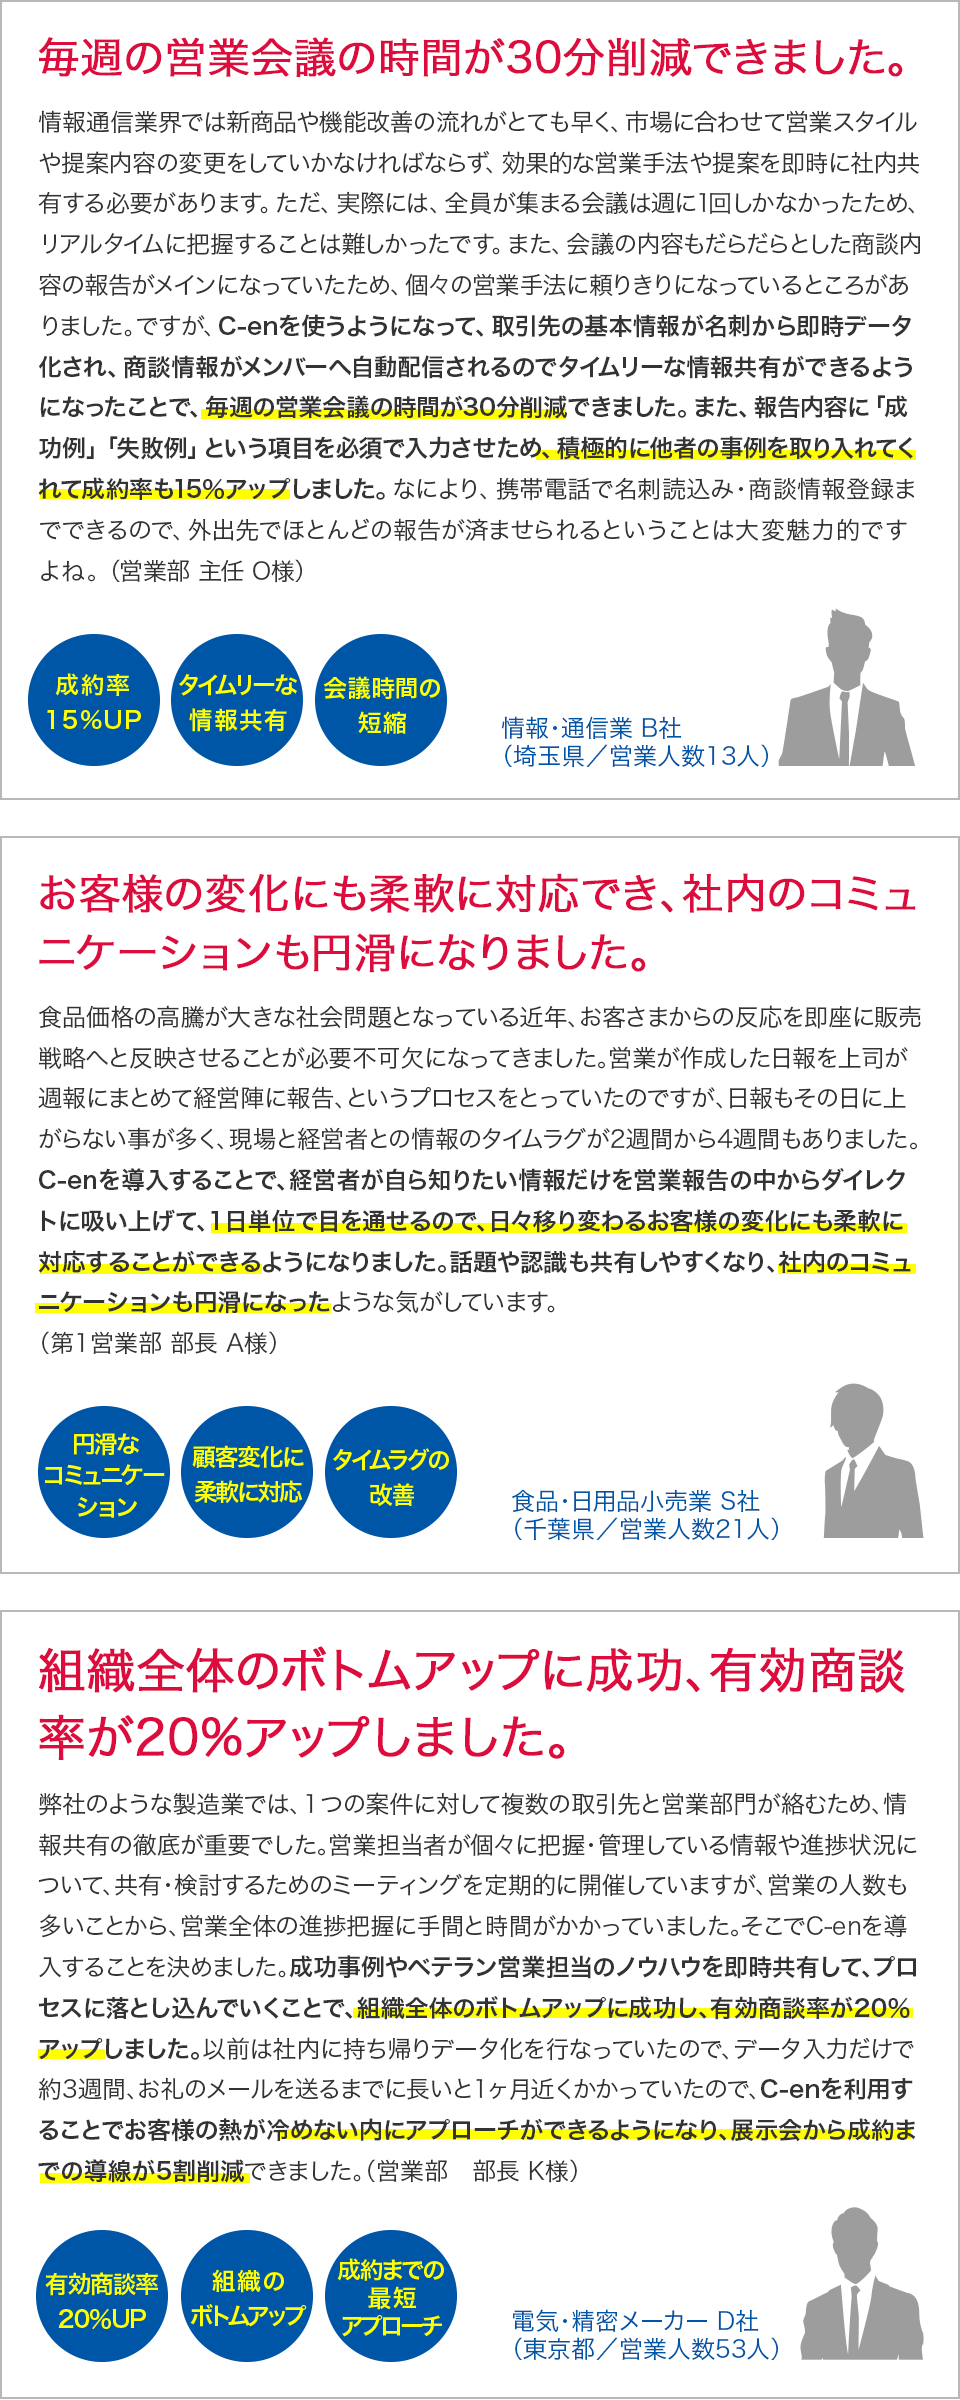 毎週の営業会議の時間が30分削減できました。
情報通信業界では新商品や機能改善の流れがとても早く、市場に合わせて営業スタイル
や提案内容の変更をしていかなければならず、効果的な営業手法や提案を即時に社内共
有する必要があります。ただ、実際には、全員が集まる会議は週に1回しかなかったため、
リアルタイムに把握することは難しかったです。また、会議の内容もだらだらとした商談内
容の報告がメインになっていたため、個々の営業手法に頼りきりになっているところがあ
りました。ですが、C-enを使うようになって、取引先の基本情報が名刺から即時データ
化され、商談情報がメンバーへ自動配信されるのでタイムリーな情報共有ができるよう
になったことで、毎週の営業会議の時間が30分削減できました。また、報告内容に「成
功例」「失敗例」という項目を必須で入力させため、積極的に他者の事例を取り入れてく
れて成約率も15%アップしました。なにより、携帯電話で名刺読込み・商談情報登録ま
でできるので、外出先でほとんどの報告が済ませられるということは大変魅力的です
よね。（営業部 主任 O様）
成約率
15%UP
タイムリーな
情報共有
会議時間の
短縮
情報・通信業 B社
（埼玉県／営業人数13人）
お客様の変化にも柔軟に対応でき、社内のコミュ
ニケーションも円滑になりました。
食品価格の高騰が大きな社会問題となっている近年、お客さまからの反応を即座に販売
戦略へと反映させることが必要不可欠になってきました。営業が作成した日報を上司が
週報にまとめて経営陣に報告、というプロセスをとっていたのですが、日報もその日に上
がらない事が多く、現場と経営者との情報のタイムラグが2週間から4週間もありました。
C-enを導入することで、経営者が自ら知りたい情報だけを営業報告の中からダイレク
トに吸い上げて、1日単位で目を通せるので、日々移り変わるお客様の変化にも柔軟に
対応することができるようになりました。話題や認識も共有しやすくなり、社内のコミュ
ニケーションも円滑になったような気がしています。
（第1営業部 部長 A様）
円滑な
コミュニケー
ション
顧客変化に
柔軟に対応
タイムラグの
改善
食品・日用品小売業 S社
（千葉県／営業人数21人）
組織全体のボトムアップに成功、有効商談
率が20%アップしました。
弊社のような製造業では、1つの案件に対して複数の取引先と営業部門が絡むため、情
報共有の徹底が重要でした。営業担当者が個々に把握・管理している情報や進捗状況に
ついて、共有・検討するためのミーティングを定期的に開催していますが、営業の人数も
多いことから、営業全体の進捗把握に手間と時間がかかっていました。そこでC-enを導
入することを決めました。成功事例やベテラン営業担当のノウハウを即時共有して、プロ
セスに落とし込んでいくことで、組織全体のボトムアップに成功し、有効商談率が20%
アップしました。以前は社内に持ち帰りデータ化を行なっていたので、データ入力だけで
約3週間、お礼のメールを送るまでに長いと1ヶ月近くかかっていたので、C-enを利用す
ることでお客様の熱が冷めない内にアプローチができるようになり、展示会から成約ま
での導線が5割削減できました。（営業部　部長 K様）
有効商談率
20%UP
組織の
ボトムアップ
成約までの
最短
アプローチ
電気・精密メーカー D社
（東京都／営業人数53人）